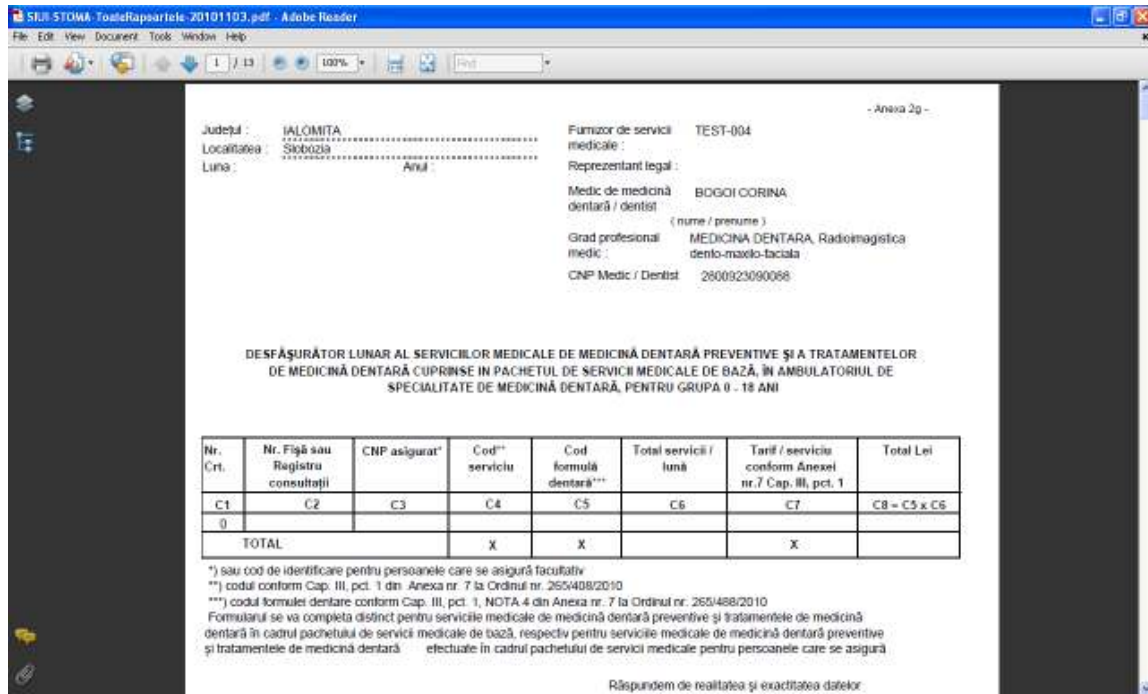 SIUI-STOMA-ToateRapoartele-20101103.pdf - Adobe Reader
File Edit View Document Tools Window Help
1 / 13 100% Find
- Anexa 2g -
Județul : IALOMITA
Localitatea : Slobozia
Luna : Anul :
Furnizor de servicii medicale : TEST-004
Reprezentant legal :
Medic de medicină dentară / dentist BOGOI CORINA
( nume / prenume )
Grad profesional medic : MEDICINA DENTARA, Radioimagistica dento-maxilo-faciala
CNP Medic / Dentist 2800923090068
DESFĂȘURĂTOR LUNAR AL SERVICIILOR MEDICALE DE MEDICINĂ DENTARĂ PREVENTIVE ŞI A TRATAMENTELOR
DE MEDICINĂ DENTARĂ CUPRINSE IN PACHETUL DE SERVICII MEDICALE DE BAZĂ, ÎN AMBULATORIUL DE
SPECIALITATE DE MEDICINĂ DENTARĂ, PENTRU GRUPA 0 - 18 ANI
Nr. Crt. Nr. Fişă sau Registru consultaţii CNP asigurat* Cod** serviciu Cod formulă dentară*** Total servicii / lună Tarif / serviciu conform Anexei nr.7 Cap. III, pct. 1 Total Lei
C1 C2 C3 C4 C5 C6 C7 C8 = C5 x C6
0
TOTAL X X X
*) sau cod de identificare pentru persoanele care se asigură facultativ
**) codul conform Cap. III, pct. 1 din Anexa nr. 7 la Ordinul nr. 265/408/2010
***) codul formulei dentare conform Cap. III, pct. 1, NOTA 4 din Anexa nr. 7 la Ordinul nr. 265/488/2010
Formularul se va completa distinct pentru serviciile medicale de medicină dentară preventive şi tratamentele de medicină
dentară în cadrul pachetului de servicii medicale de bază, respectiv pentru serviciile medicale de medicină dentară preventive
şi tratamentele de medicină dentară efectuate în cadrul pachetului de servicii medicale pentru persoanele care se asigură
Răspundem de realitatea şi exactitatea datelor